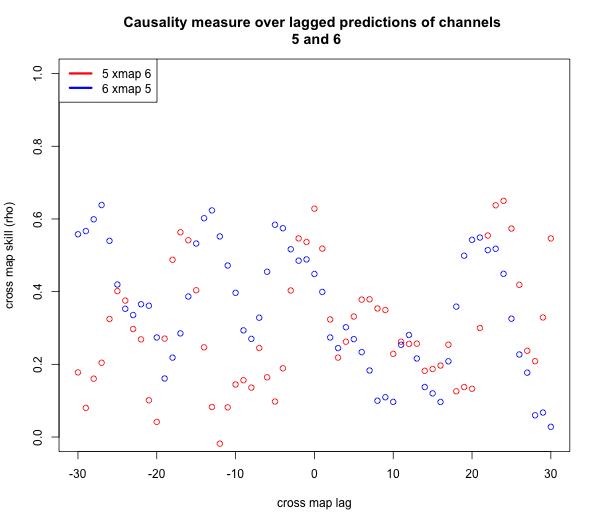 Causality measure over lagged predictions of channels
5 and 6
5 xmap 6
6 xmap 5
cross map skill (rho)
1.0
0.8
0.6
0.4
0.2
0.0
-30
-20
-10
0
10
20
30
cross map lag